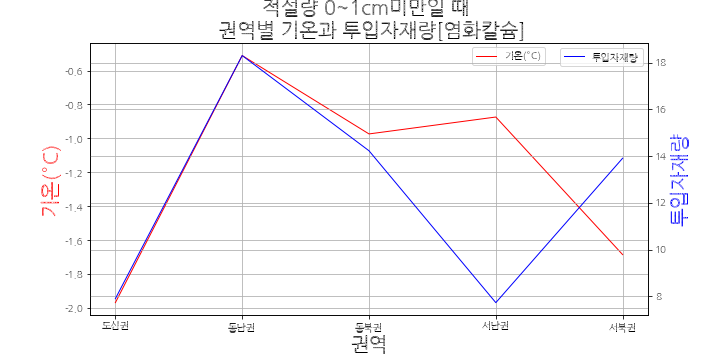 적설량 0~1cm미만일 때
권역별 기온과 투입자재량[염화칼슘]
기온(°C)
투입자재량
-0.6
-0.8
-1.0
-1.2
-1.4
-1.6
-1.8
-2.0
18
16
14
12
10
8
기온(°C)
투입자재량
도심권
동남권
동북권
서남권
서북권
권역